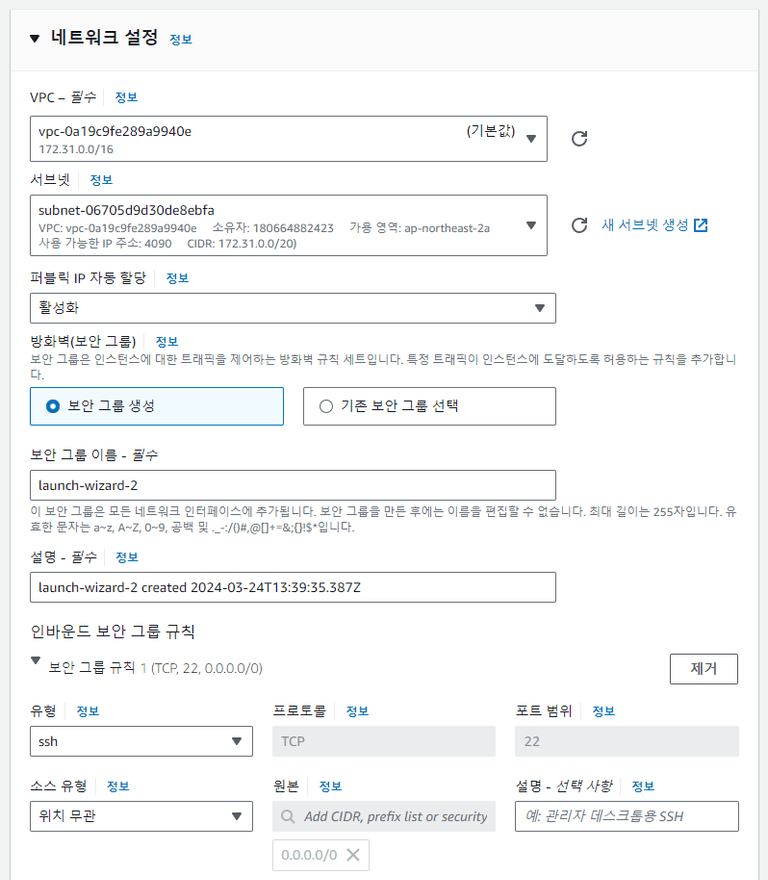 네트워크 설정 정보
VPC – 필수 정보
vpc-0a19c9fe289a9940e (기본값)
172.31.0.0/16
서브넷 정보
subnet-06705d9d30de8ebfa
VPC: vpc-0a19c9fe289a9940e 소유자: 180664882423 가용 영역: ap-northeast-2a
사용 가능한 IP 주소: 4090 CIDR: 172.31.0.0/20)
새 서브넷 생성
퍼블릭 IP 자동 할당 정보
활성화
방화벽(보안 그룹) 정보
보안 그룹은 인스턴스에 대한 트래픽을 제어하는 방화벽 규칙 세트입니다. 특정 트래픽이 인스턴스에 도달하도록 허용하는 규칙을 추가합니
다.
보안 그룹 생성 기존 보안 그룹 선택
보안 그룹 이름 - 필수
launch-wizard-2
이 보안 그룹은 모든 네트워크 인터페이스에 추가됩니다. 보안 그룹을 만든 후에는 이름을 편집할 수 없습니다. 최대 길이는 255자입니다. 유
효한 문자는 a~z, A~Z, 0~9, 공백 및 ._-:/()#,@[]+=&;{}!$*입니다.
설명 - 필수 정보
launch-wizard-2 created 2024-03-24T13:39:35.387Z
인바운드 보안 그룹 규칙
보안 그룹 규칙 1 (TCP, 22, 0.0.0.0/0) 제거
유형 정보 프로토콜 정보 포트 범위 정보
ssh TCP 22
소스 유형 정보 원본 정보 설명 - 선택 사항 정보
위치 무관 Add CIDR, prefix list or security 예: 관리자 데스크톱용 SSH
0.0.0.0/0